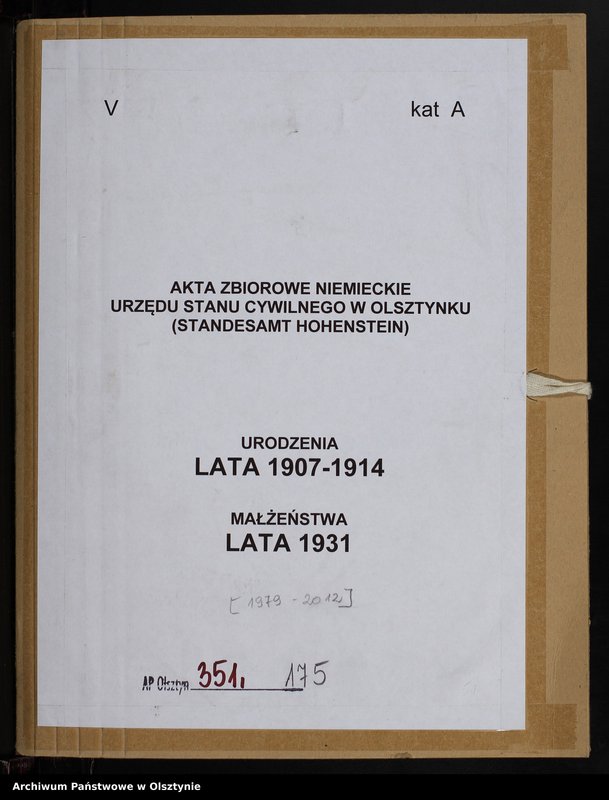 V kat A
AKTA ZBIOROWE NIEMIECKIE
URZĘDU STANU CYWILNEGO W OLSZTYNKU
(STANDESAMT HOHENSTEIN)
URODZENIA
LATA 1907-1914
MAŁŻEŃSTWA
LATA 1931
[1979 - 2012]
AP Olsztyn 351. 175
Archiwum Państwowe w Olsztynie